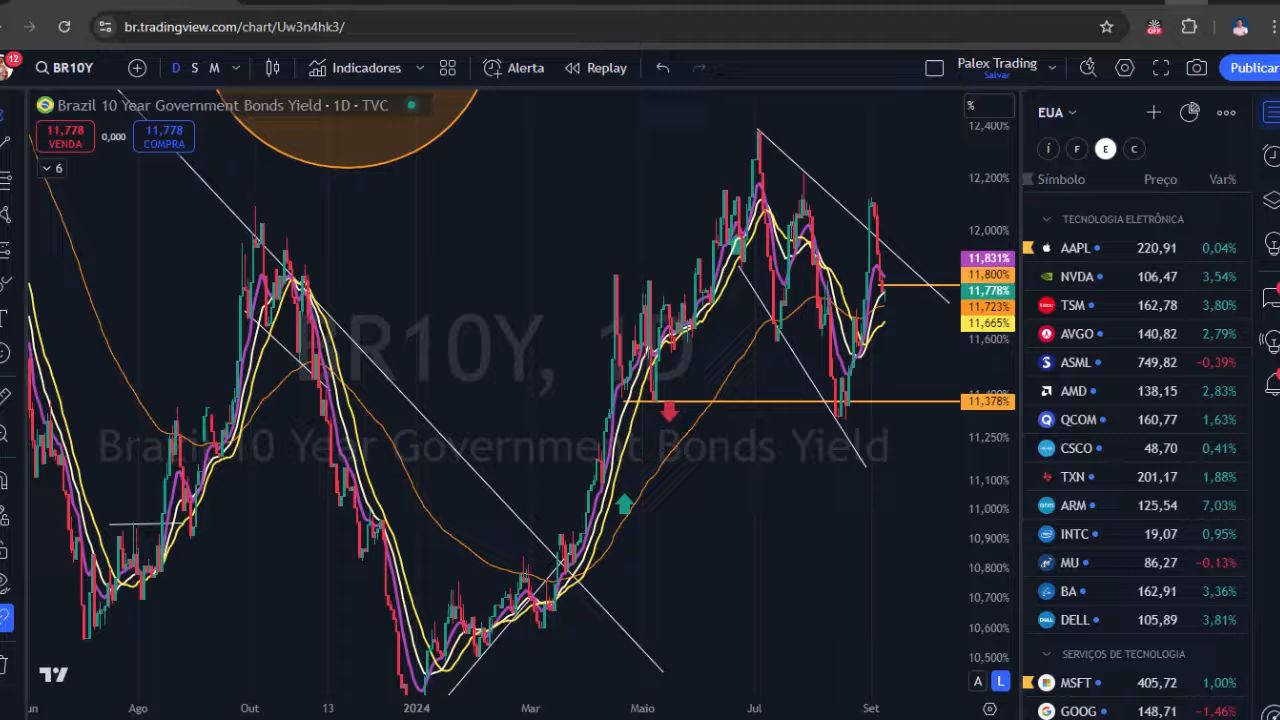 br.tradingview.com/chart/Uw3n4hk3/
OFF
12
BR10Y
D S M
Indicadores
Alerta
Replay
Palex Trading
Salvar
Publicar
Brazil 10 Year Government Bonds Yield · 1D · TVC
11,778
VENDA
0,000
11,778
COMPRA
6
BR10Y, 1D
Brazil 10 Year Government Bonds Yield
%
12,400%
12,200%
12,000%
11,831%
11,800%
11,778%
11,723%
11,665%
11,600%
11,378%
11,250%
11,100%
11,000%
10,900%
10,800%
10,700%
10,600%
10,500%
A L
Ago Out 13 2024 Mar Maio Jul Set
EUA
I F E C
Símbolo Preço Var%
TECNOLOGIA ELETRÔNICA
AAPL 220,91 0,04%
NVDA 106,47 3,54%
TSM 162,78 3,80%
AVGO 140,82 2,79%
ASML 749,82 −0,39%
AMD 138,15 2,83%
QCOM 160,77 1,63%
CSCO 48,70 0,41%
TXN 201,17 1,88%
ARM 125,54 7,03%
INTC 19,07 0,95%
MU 86,27 −0,13%
BA 162,91 3,36%
DELL 105,89 3,81%
SERVIÇOS DE TECNOLOGIA
MSFT 405,72 1,00%
GOOG 148,71 −1,46%